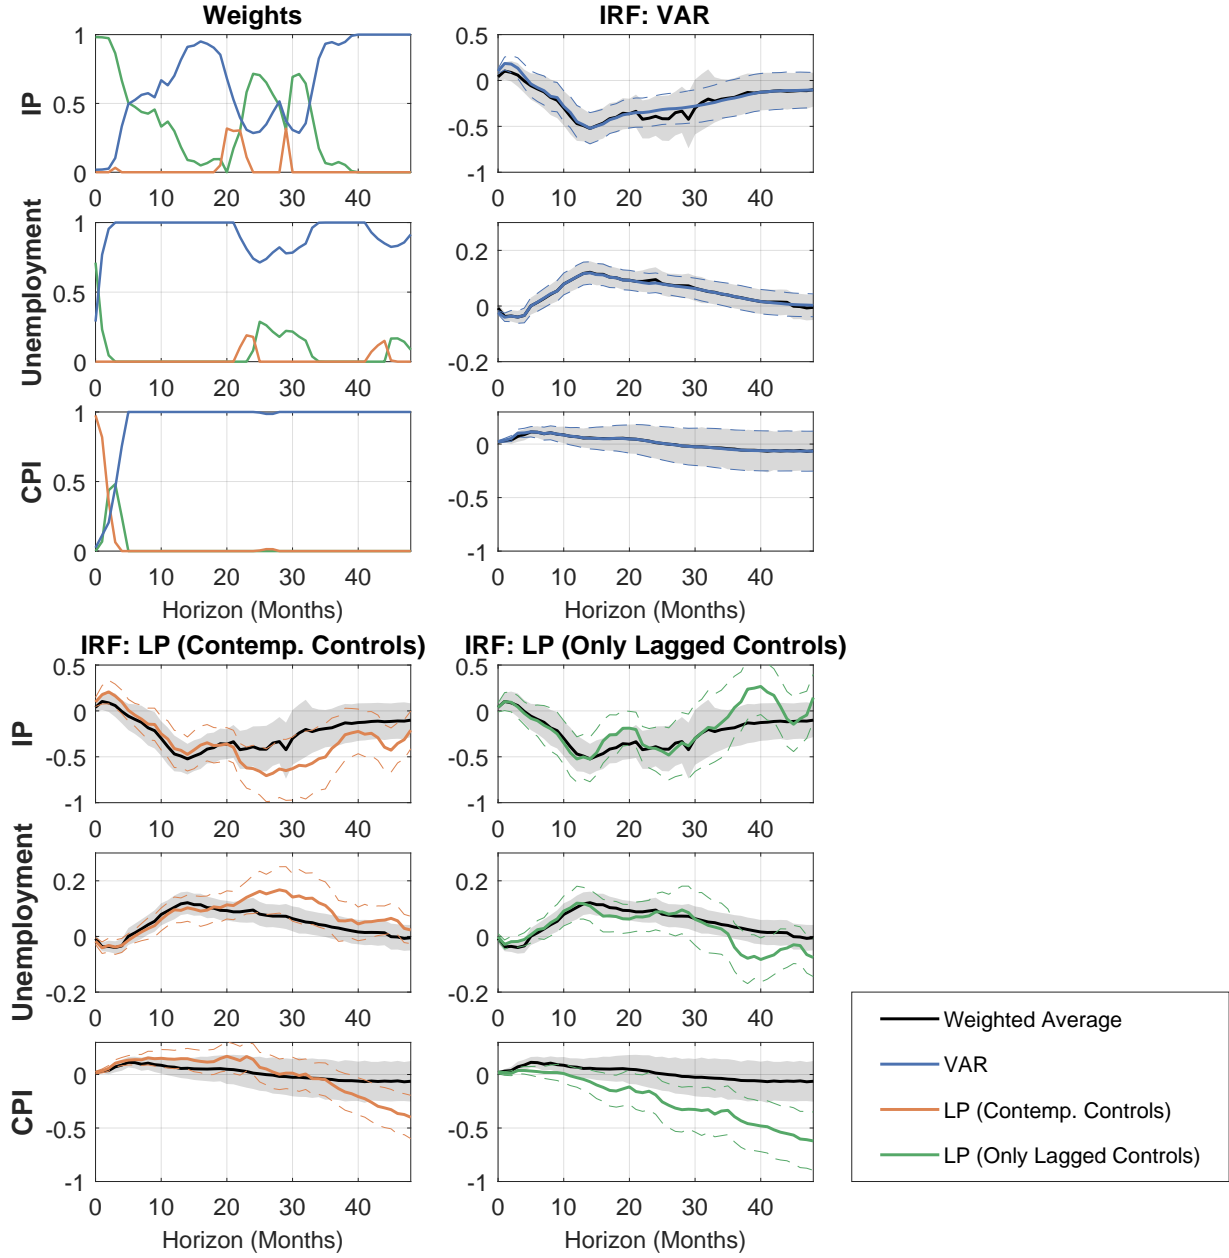 Weights
IRF: VAR
IP
1
0.5
0
0 10 20 30 40
0.5
0
-0.5
-1
0 10 20 30 40
Unemployment
1
0.5
0
0 10 20 30 40
0.2
0
-0.2
0 10 20 30 40
CPI
1
0.5
0
0 10 20 30 40
Horizon (Months)
0
-0.5
-1
0 10 20 30 40
Horizon (Months)
IRF: LP (Contemp. Controls)
IRF: LP (Only Lagged Controls)
IP
0.5
0
-0.5
-1
0 10 20 30 40
0.5
0
-0.5
-1
0 10 20 30 40
Unemployment
0.2
0
-0.2
0 10 20 30 40
0.2
0
-0.2
0 10 20 30 40
CPI
0
-0.5
-1
0 10 20 30 40
Horizon (Months)
0
-0.5
-1
0 10 20 30 40
Horizon (Months)
Weighted Average
VAR
LP (Contemp. Controls)
LP (Only Lagged Controls)